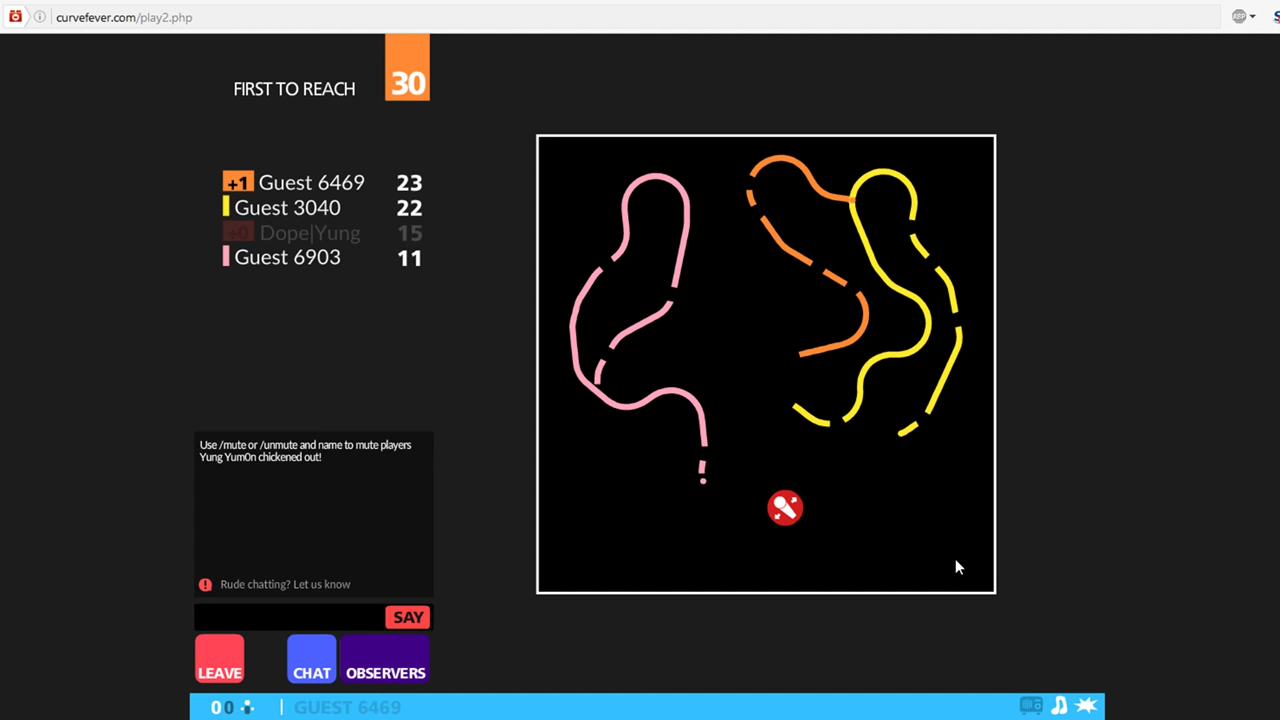 curvefever.com/play2.php
ABP
FIRST TO REACH
30
+1 Guest 6469 23
Guest 3040 22
+0 Dope|Yung 15
Guest 6903 11
Use /mute or /unmute and name to mute players
Yung Yum0n chickened out!
Rude chatting? Let us know
SAY
LEAVE
CHAT
OBSERVERS
00
GUEST 6469